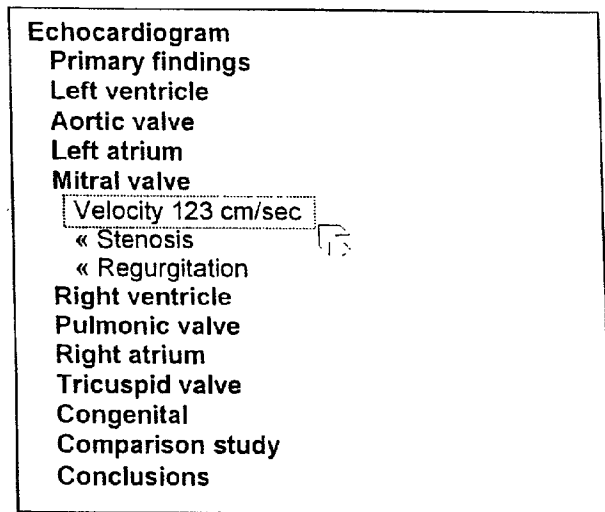 Echocardiogram
Primary findings
Left ventricle
Aortic valve
Left atrium
Mitral valve
Velocity 123 cm/sec
« Stenosis
« Regurgitation
Right ventricle
Pulmonic valve
Right atrium
Tricuspid valve
Congenital
Comparison study
Conclusions